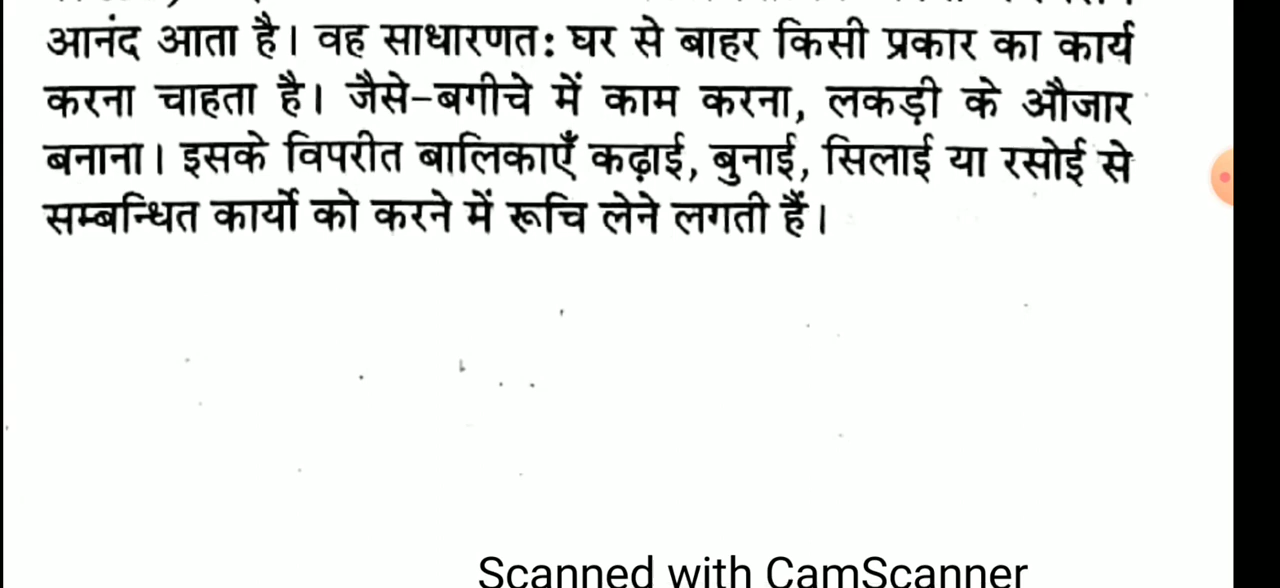 आनंद आता है। वह साधारणत: घर से बाहर किसी प्रकार का कार्य
करना चाहता है। जैसे-बगीचे में काम करना, लकड़ी के औजार
बनाना। इसके विपरीत बालिकाएँ कढ़ाई, बुनाई, सिलाई या रसोई से
सम्बन्धित कार्यो को करने में रूचि लेने लगती हैं।
Scanned with CamScanner